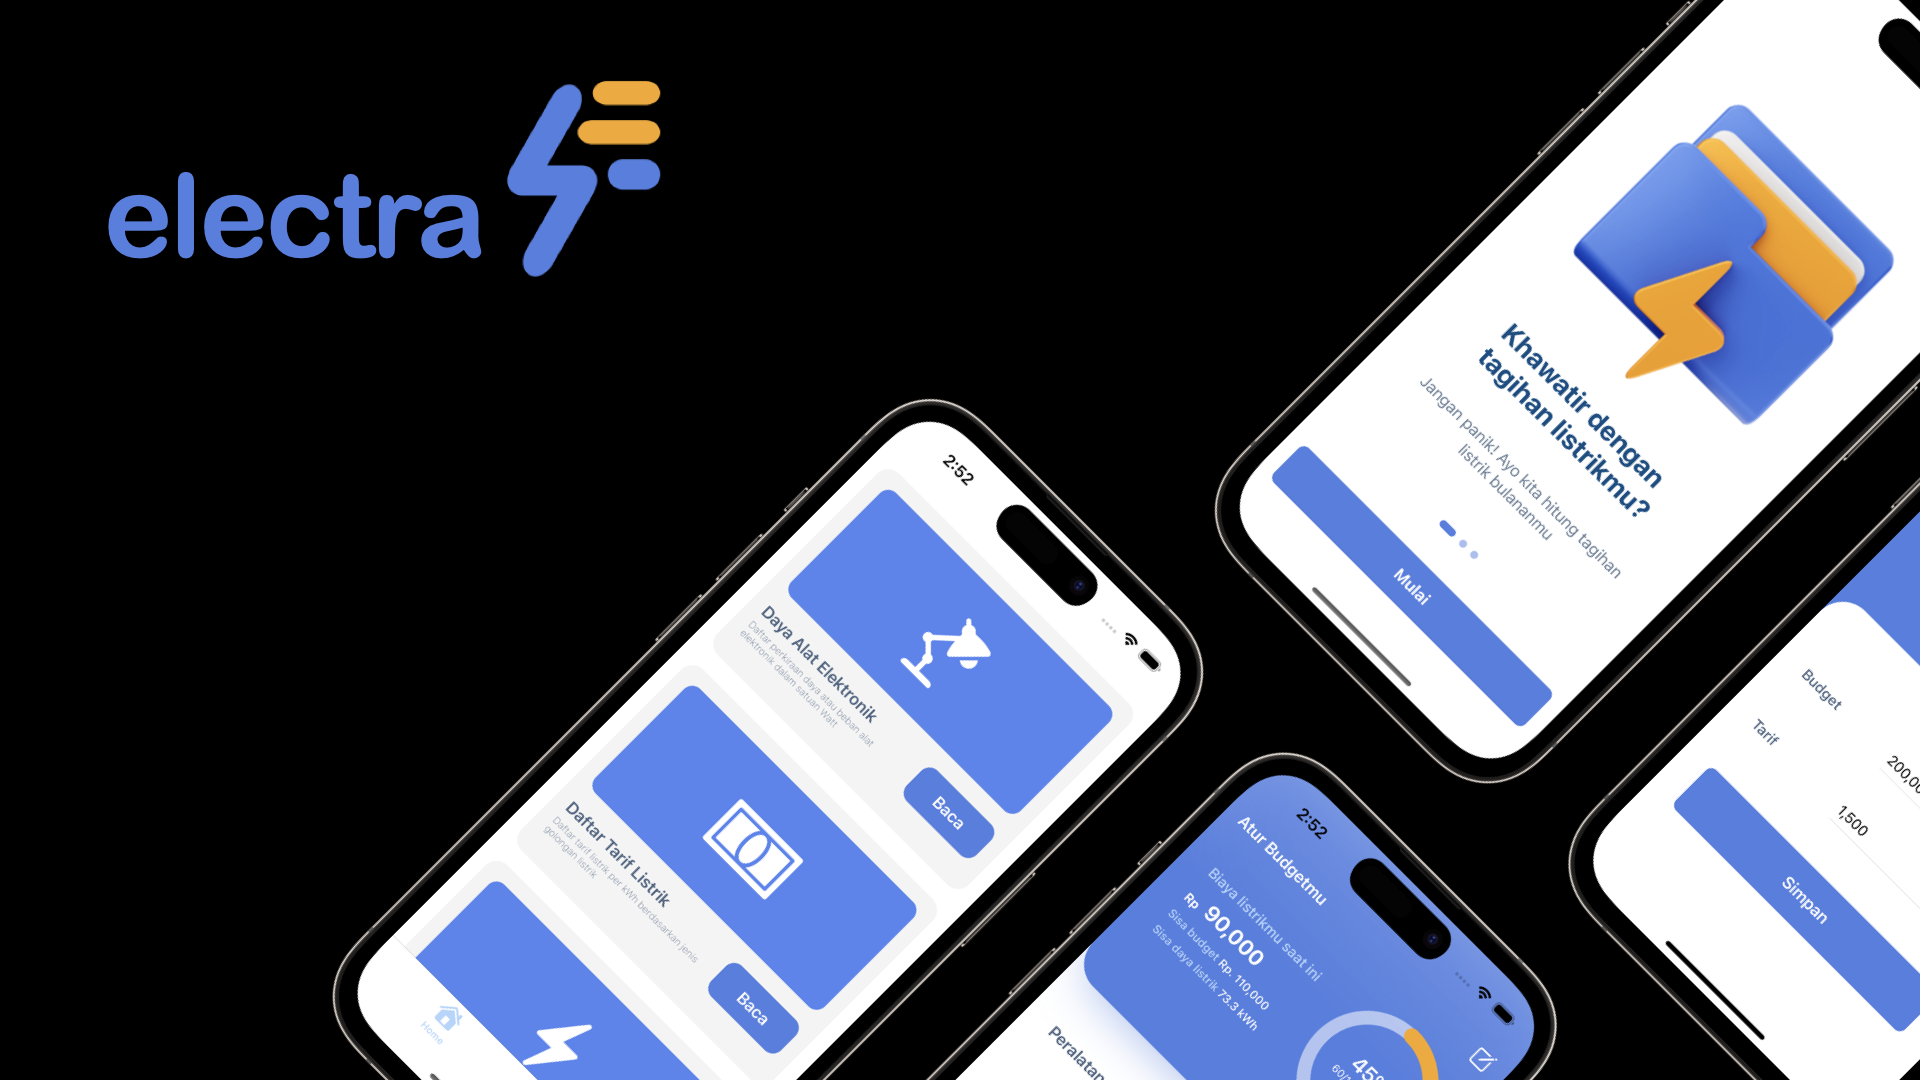 electra
2:52
Daya Alat Elektronik
Daftar perkiraan daya atau beban alat
elektronik dalam satuan Watt
Baca
Daftar Tarif Listrik
Daftar tarif listrik per kWh berdasarkan jenis
golongan listrik
Baca
Home
Khawatir dengan
tagihan listrikmu?
Jangan panik! Ayo kita hitung tagihan
listrik bulananmu
Mulai
2:52
Atur Budgetmu
Biaya listrikmu saat ini
Rp 90,000
Sisa budget Rp. 110,000
Sisa daya listrik 73.3 kWh
45%
Peralatan
Budget
200,00
Tarif
1,500
Simpan